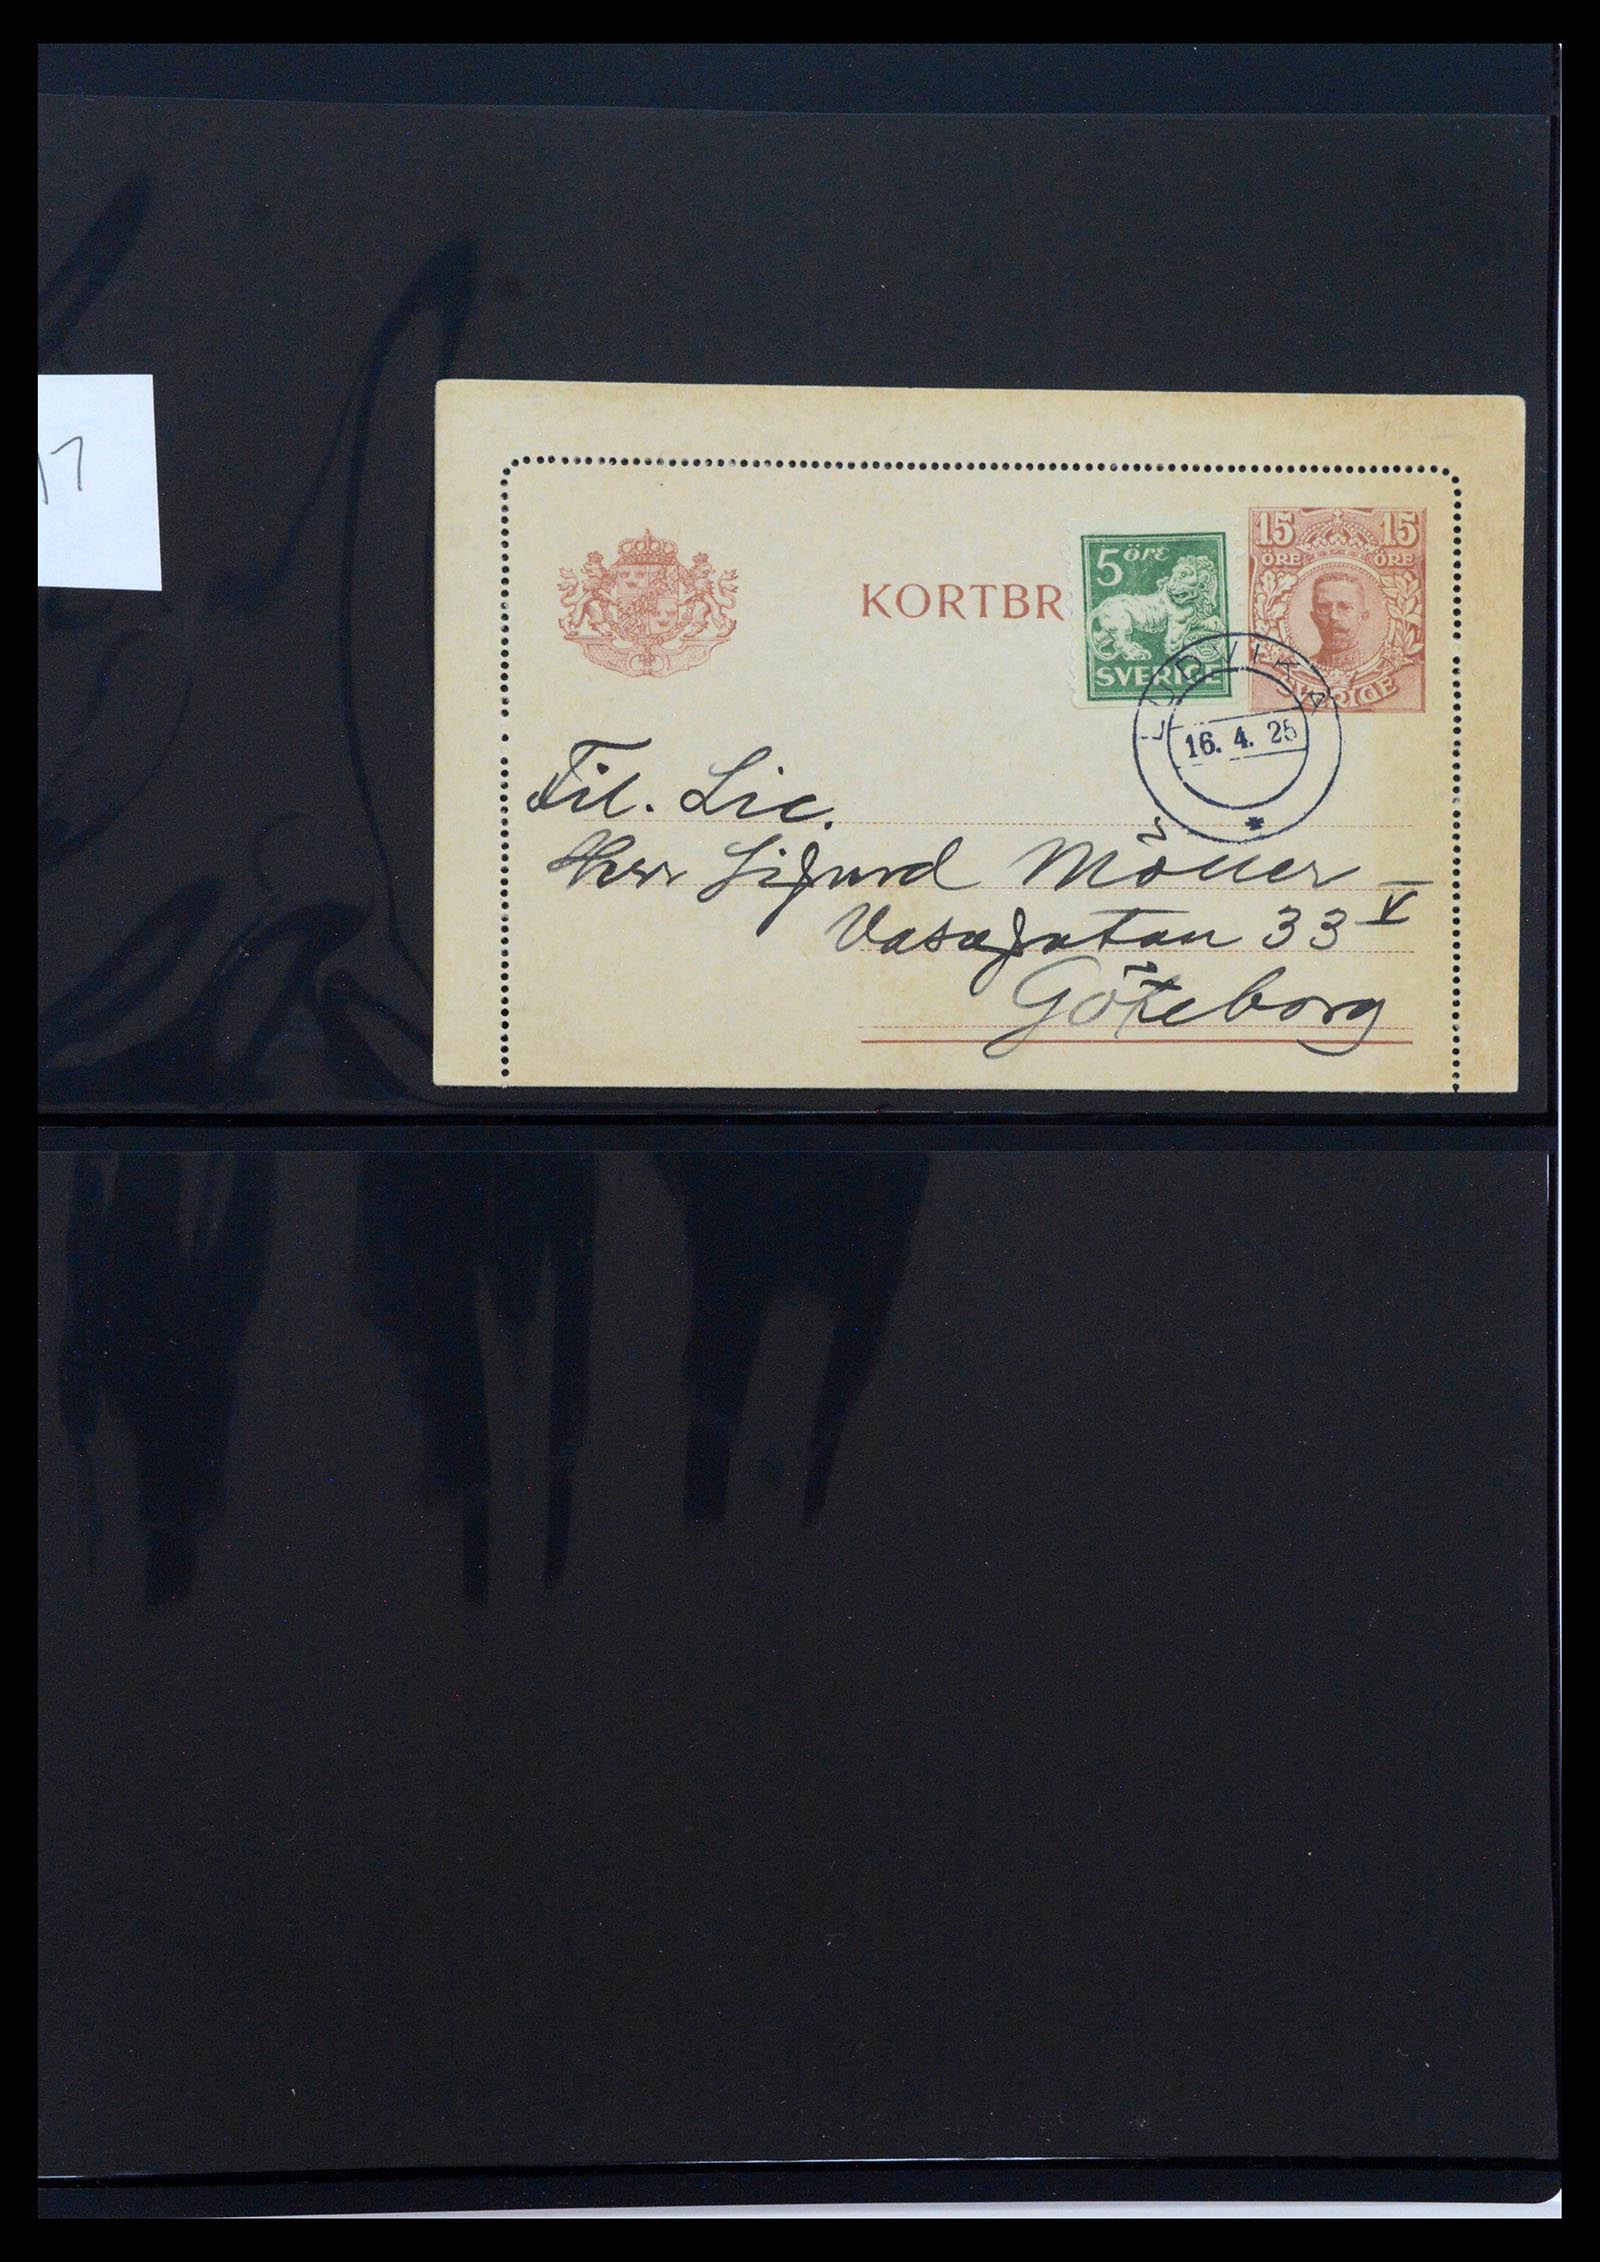 17
KORTBR
5 öre
SVERIGE
15 15
ÖRE ÖRE
SVERIGE
LUDVIKA
16. 4. 25
Fil. Lic.
Herr Sigurd Möller
Vasagatan 33 V
Göteborg